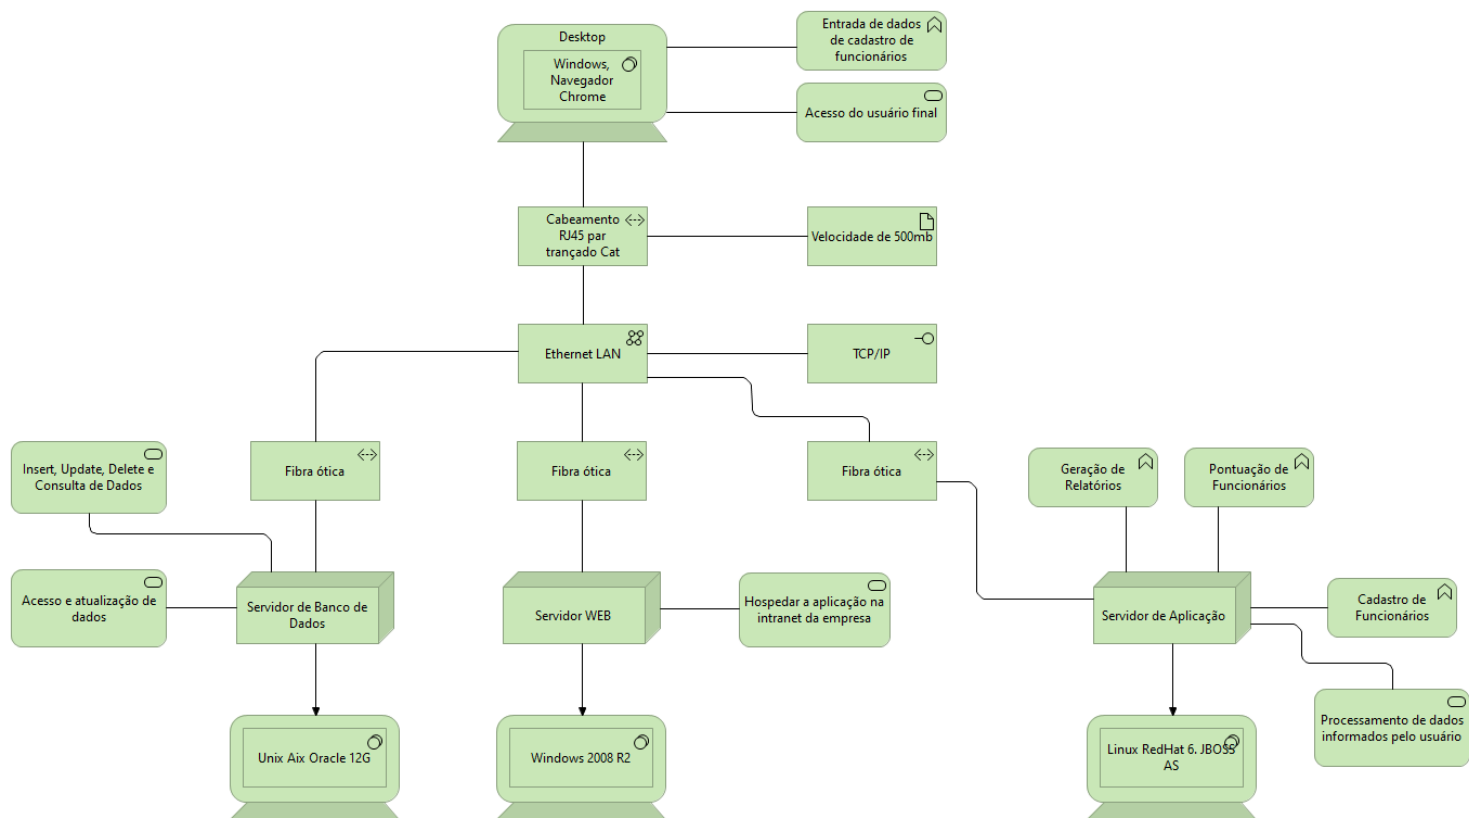 Desktop
Windows,
Navegador
Chrome
Entrada de dados
de cadastro de
funcionários
Acesso do usuário final
Cabeamento
RJ45 par
trançado Cat
Velocidade de 500mb
Ethernet LAN
TCP/IP
Insert, Update, Delete e
Consulta de Dados
Fibra ótica
Fibra ótica
Fibra ótica
Geração de
Relatórios
Pontuação de
Funcionários
Acesso e atualização de
dados
Servidor de Banco de
Dados
Servidor WEB
Hospedar a aplicação na
intranet da empresa
Servidor de Aplicação
Cadastro de
Funcionários
Processamento de dados
informados pelo usuário
Unix Aix Oracle 12G
Windows 2008 R2
Linux RedHat 6. JBOSS
AS